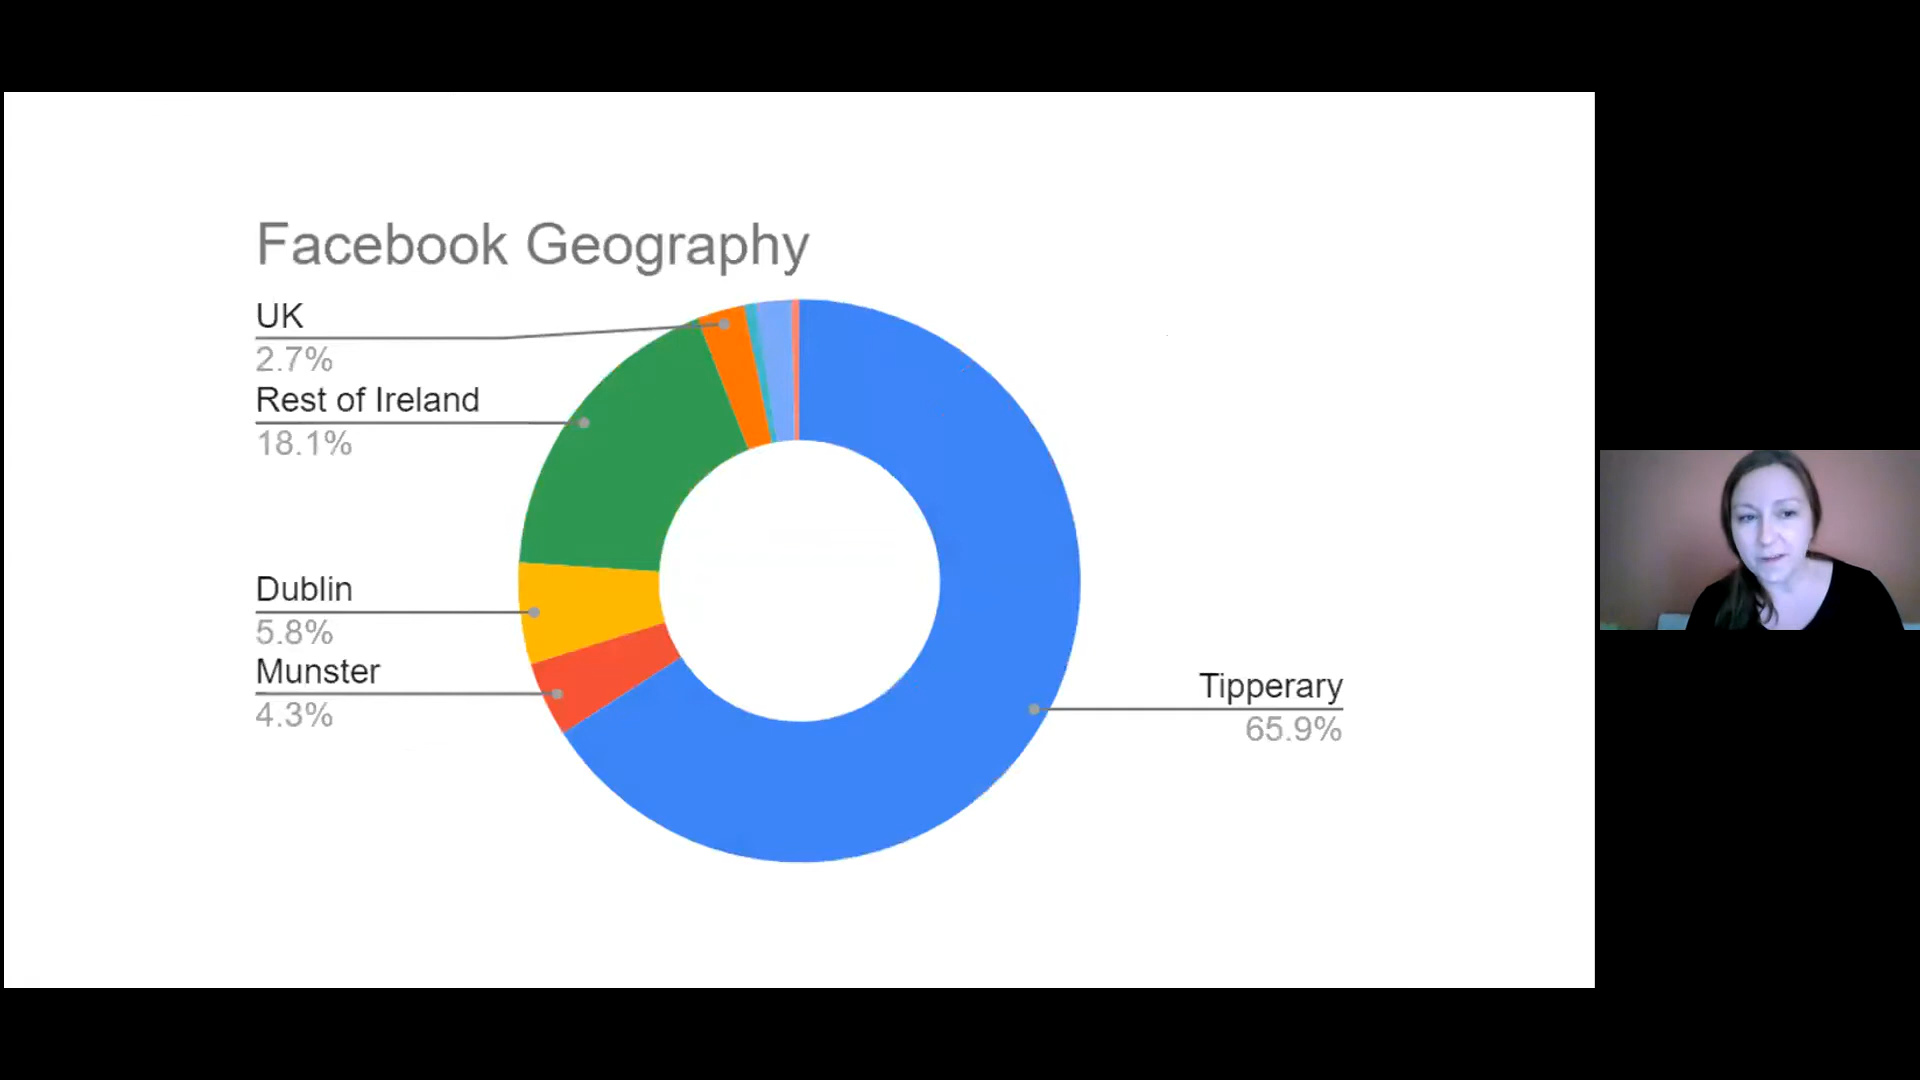 Facebook Geography
UK
2.7%
Rest of Ireland
18.1%
Dublin
5.8%
Munster
4.3%
Tipperary
65.9%